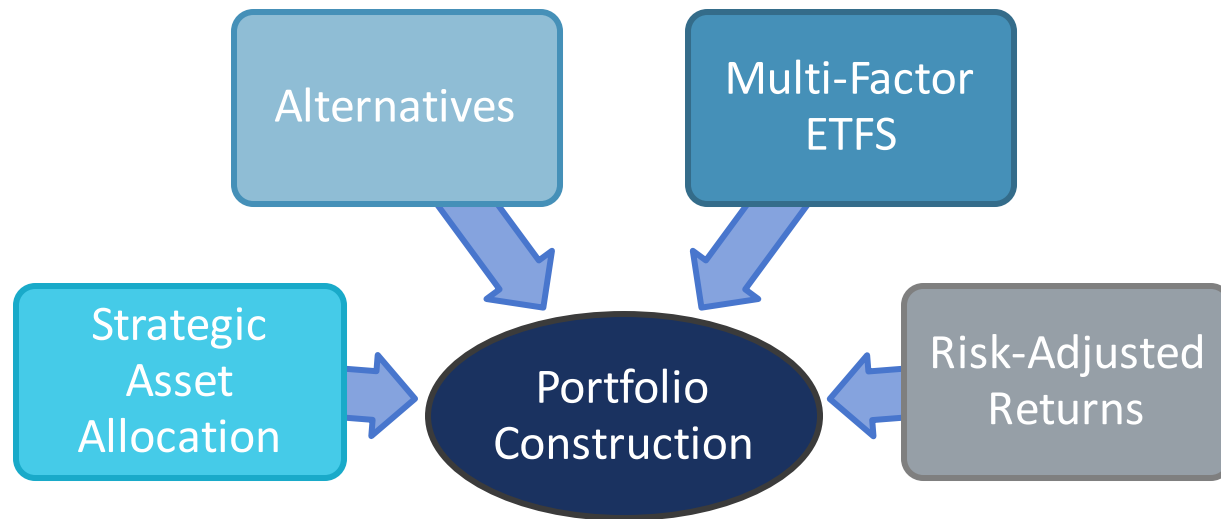 Alternatives
Multi-Factor
ETFS
Strategic
Asset
Allocation
Portfolio
Construction
Risk-Adjusted
Returns